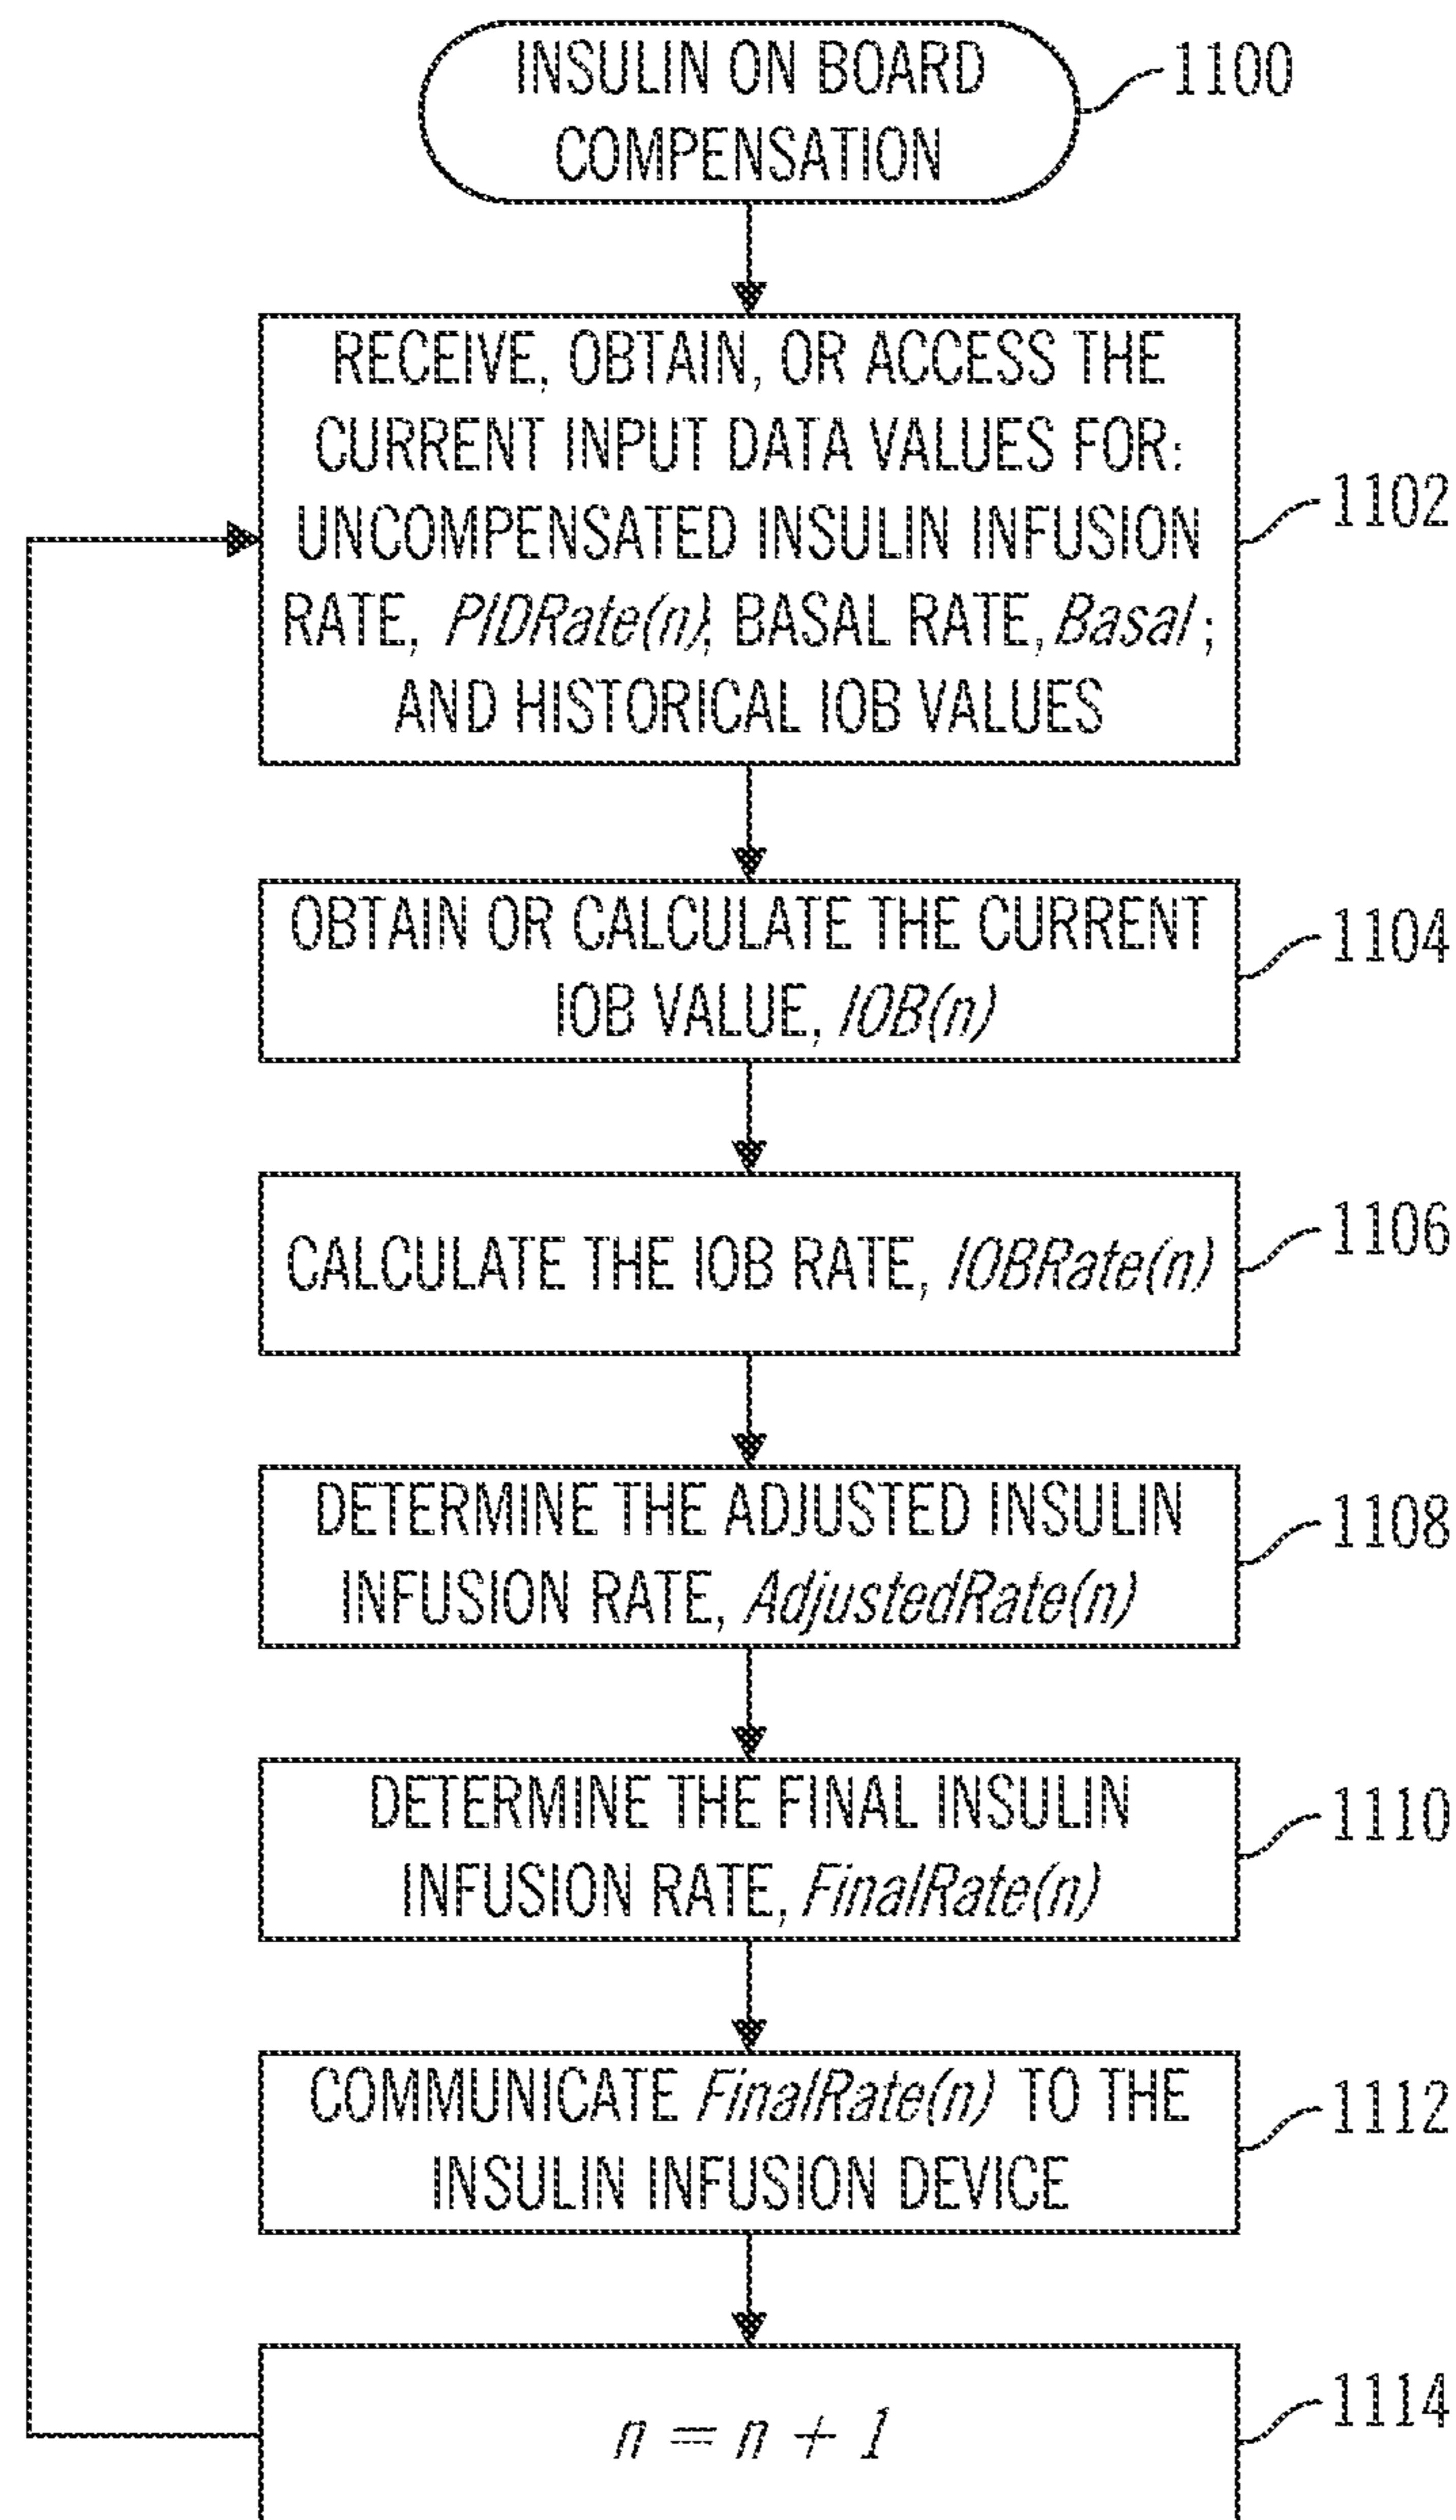 INSULIN ON BOARD
COMPENSATION
1100
RECEIVE, OBTAIN, OR ACCESS THE
CURRENT INPUT DATA VALUES FOR:
UNCOMPENSATED INSULIN INFUSION
RATE, PIDRate(n); BASAL RATE, Basal;
AND HISTORICAL IOB VALUES
1102
OBTAIN OR CALCULATE THE CURRENT
IOB VALUE, IOB(n)
1104
CALCULATE THE IOB RATE, IOBRate(n)
1106
DETERMINE THE ADJUSTED INSULIN
INFUSION RATE, AdjustedRate(n)
1108
DETERMINE THE FINAL INSULIN
INFUSION RATE, FinalRate(n)
1110
COMMUNICATE FinalRate(n) TO THE
INSULIN INFUSION DEVICE
1112
n = n + 1
1114